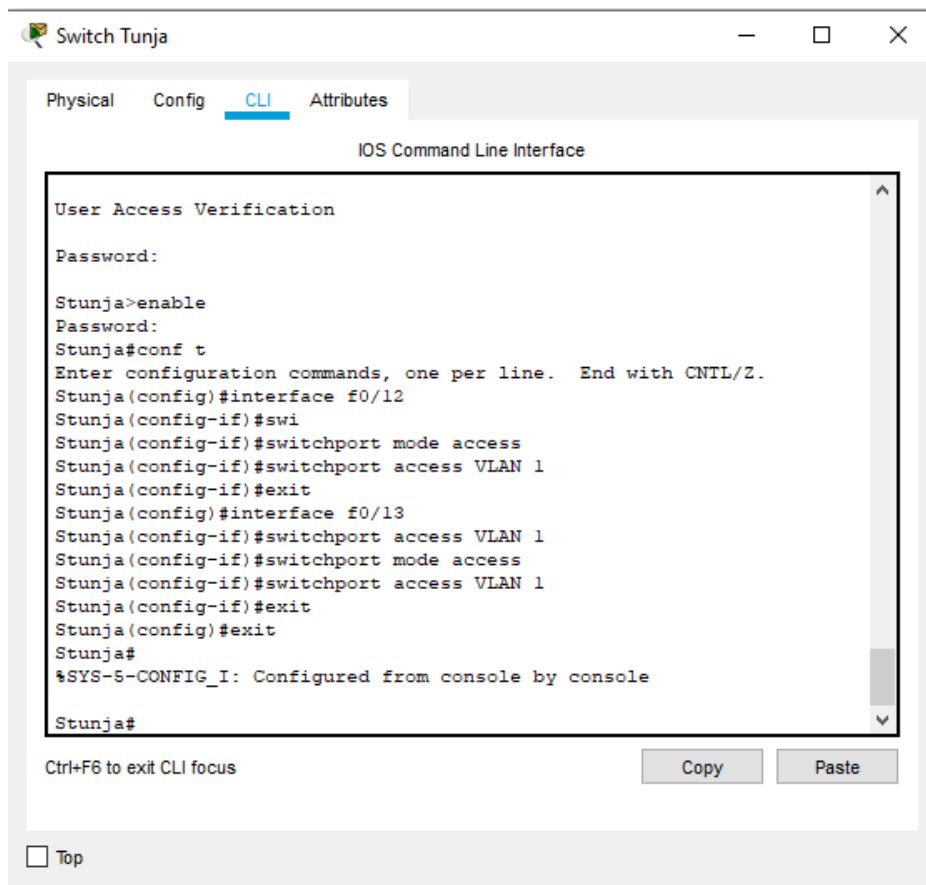 Switch Tunja
Physical Config CLI Attributes
IOS Command Line Interface
User Access Verification
Password:
Stunja>enable
Password:
Stunja#conf t
Enter configuration commands, one per line.  End with CNTL/Z.
Stunja(config)#interface f0/12
Stunja(config-if)#swi
Stunja(config-if)#switchport mode access
Stunja(config-if)#switchport access VLAN 1
Stunja(config-if)#exit
Stunja(config)#interface f0/13
Stunja(config-if)#switchport access VLAN 1
Stunja(config-if)#switchport mode access
Stunja(config-if)#switchport access VLAN 1
Stunja(config-if)#exit
Stunja(config)#exit
Stunja#
%SYS-5-CONFIG_I: Configured from console by console
Stunja#
Ctrl+F6 to exit CLI focus Copy Paste
Top